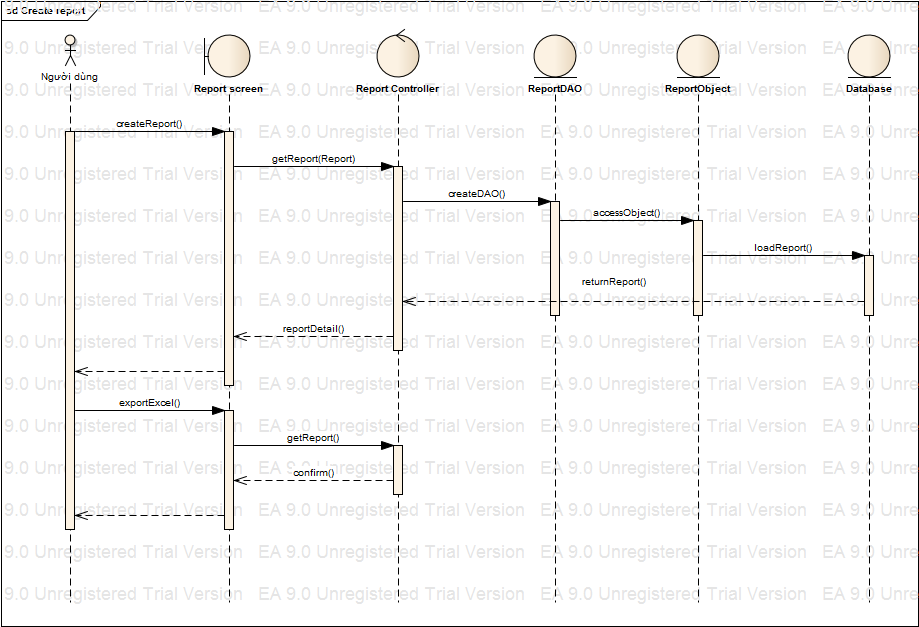 sd Create report
Người dùng
Report screen
Report Controller
ReportDAO
ReportObject
Database
createReport()
getReport(Report)
createDAO()
accessObject()
loadReport()
returnReport()
reportDetail()
exportExcel()
getReport()
confirm()
EA 9.0 Unregistered Trial Version